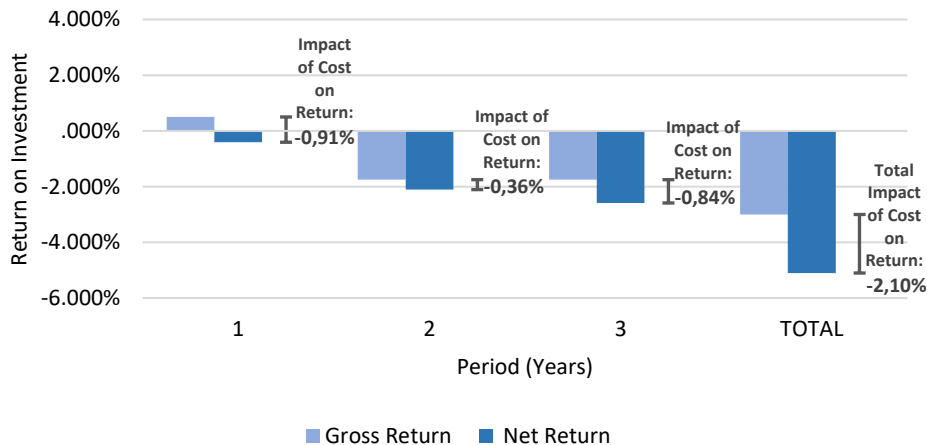 4.000%
2.000%
.000%
-2.000%
-4.000%
-6.000%
Return on Investment
Impact
of Cost
on
Return:
-0,91%
Impact of
Cost on
Return:
-0,36%
Impact of
Cost on
Return:
-0,84%
Total
Impact
of Cost
on
Return:
-2,10%
1
2
3
TOTAL
Period (Years)
Gross Return
Net Return